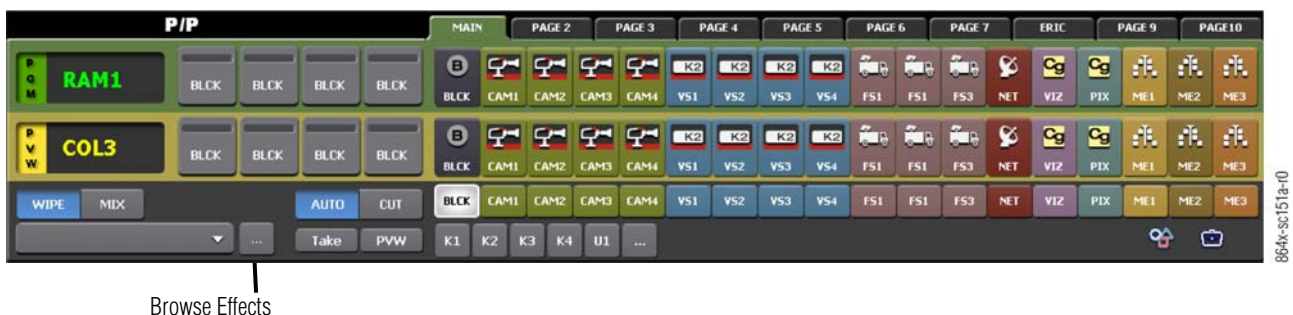 P/P MAIN PAGE 2 PAGE 3 PAGE 4 PAGE 5 PAGE 6 PAGE 7 ERIC PAGE 9 PAGE10
PGM RAM1 BLCK BLCK BLCK BLCK B BLCK CAM1 CAM2 CAM3 CAM4 K2 VS1 K2 VS2 K2 VS3 K2 VS4 FS1 FS1 FS3 NET Cg VIZ Cg PIX ME1 ME2 ME3
PVW COL3 BLCK BLCK BLCK BLCK B BLCK CAM1 CAM2 CAM3 CAM4 K2 VS1 K2 VS2 K2 VS3 K2 VS4 FS1 FS1 FS3 NET Cg VIZ Cg PIX ME1 ME2 ME3
WIPE MIX AUTO CUT BLCK CAM1 CAM2 CAM3 CAM4 VS1 VS2 VS3 VS4 FS1 FS1 FS3 NET VIZ PIX ME1 ME2 ME3
... Take PVW K1 K2 K3 K4 U1 ...
864x-sc151a-r0
Browse Effects